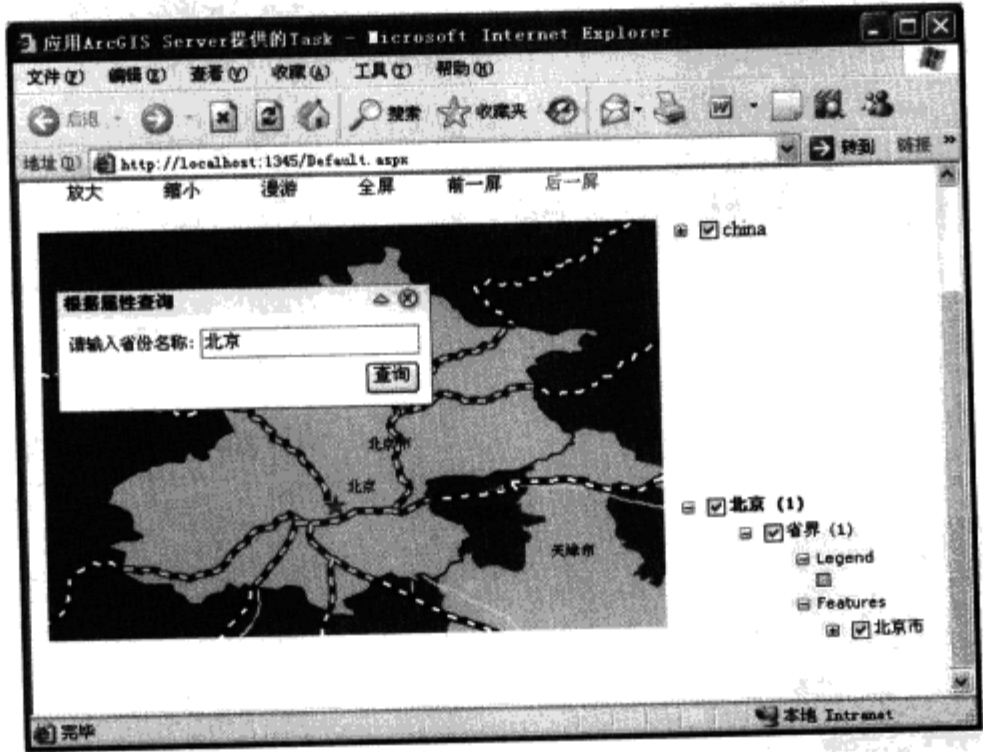 应用ArcGIS Server提供的Task - Microsoft Internet Explorer
文件(F) 编辑(E) 查看(V) 收藏(A) 工具(T) 帮助(H)
后退 搜索 收藏夹
地址(D) http://localhost:1345/Default.aspx 转到 链接 »
放大 缩小 漫游 全屏 前一屏 后一屏
china
根据属性查询
请输入省份名称: 北京
查询
北京市
北京
天津市
北京 (1)
省界 (1)
Legend
Features
北京市
完毕 本地 Intranet